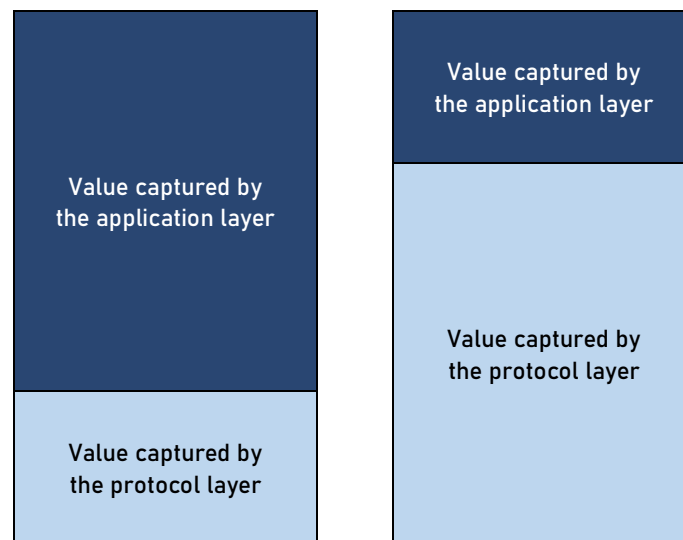 Value captured by
the application layer
Value captured by
the protocol layer
Value captured by
the application layer
Value captured by
the protocol layer